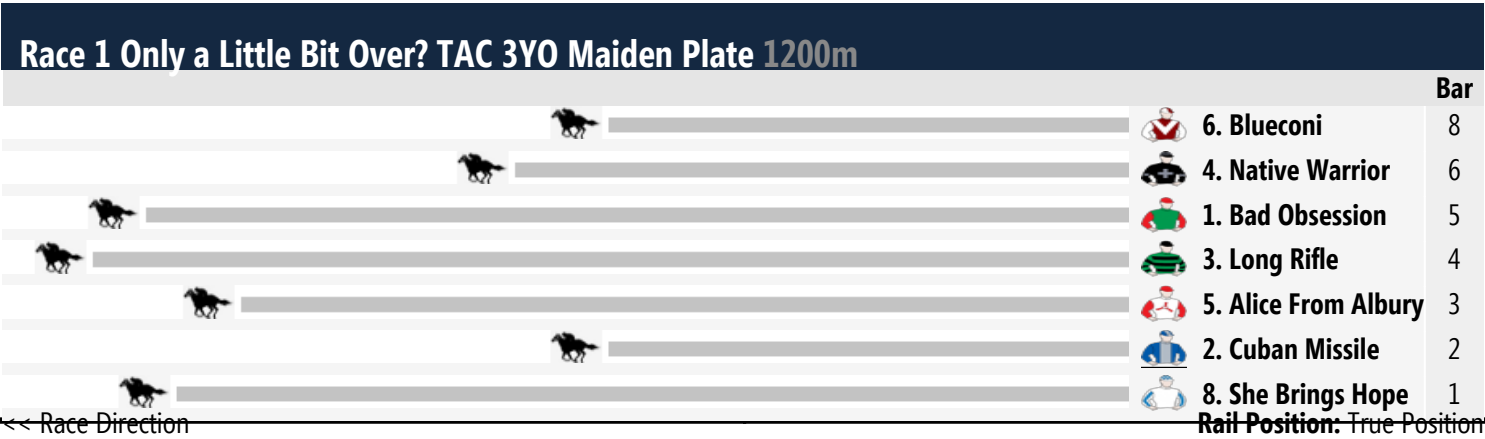 Race 1 Only a Little Bit Over? TAC 3YO Maiden Plate 1200m
Bar
6. Blueconi 8
4. Native Warrior 6
1. Bad Obsession 5
3. Long Rifle 4
5. Alice From Albury 3
2. Cuban Missile 2
8. She Brings Hope 1
<< Race Direction Rail Position: True Position